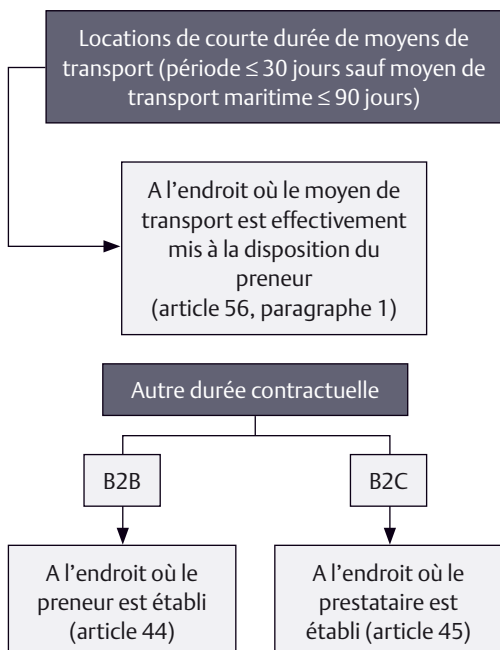 Locations de courte durée de moyens de
transport (période ≤ 30 jours sauf moyen de
transport maritime ≤ 90 jours)
A l’endroit où le moyen de
transport est effectivement
mis à la disposition du
preneur
(article 56, paragraphe 1)
Autre durée contractuelle
B2B
B2C
A l’endroit où le
preneur est établi
(article 44)
A l’endroit où le
prestataire est
établi (article 45)